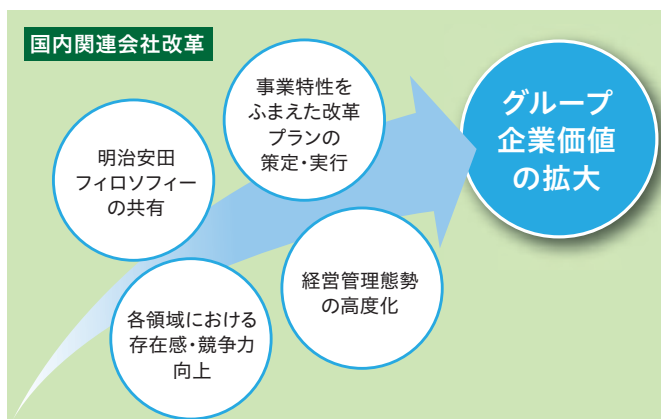 国内関連会社改革
事業特性を
ふまえた改革
プランの
策定・実行
グループ
企業価値
の拡大
明治安田
フィロソフィー
の共有
経営管理態勢
の高度化
各領域における
存在感・競争力
向上